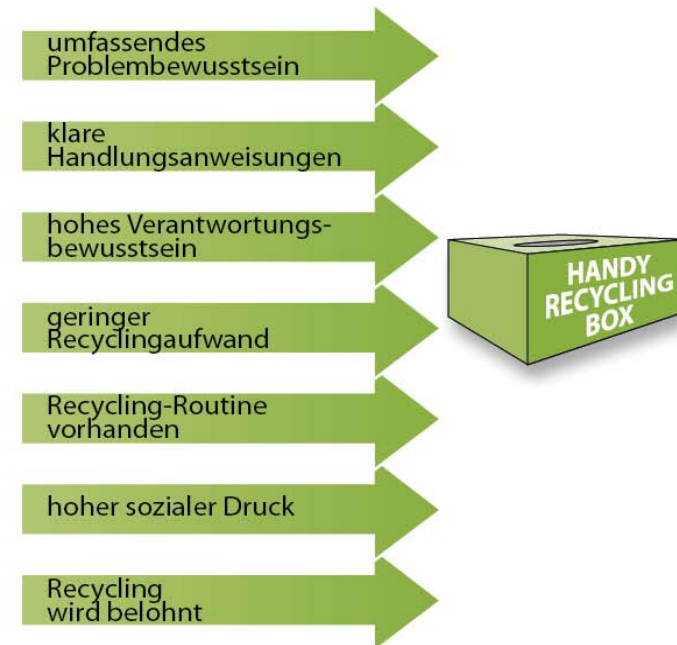 umfassendes
Problembewusstsein
klare
Handlungsanweisungen
hohes Verantwortungs-
bewusstsein
geringer
Recyclingaufwand
Recycling-Routine
vorhanden
hoher sozialer Druck
Recycling
wird belohnt
HANDY
RECYCLING
BOX